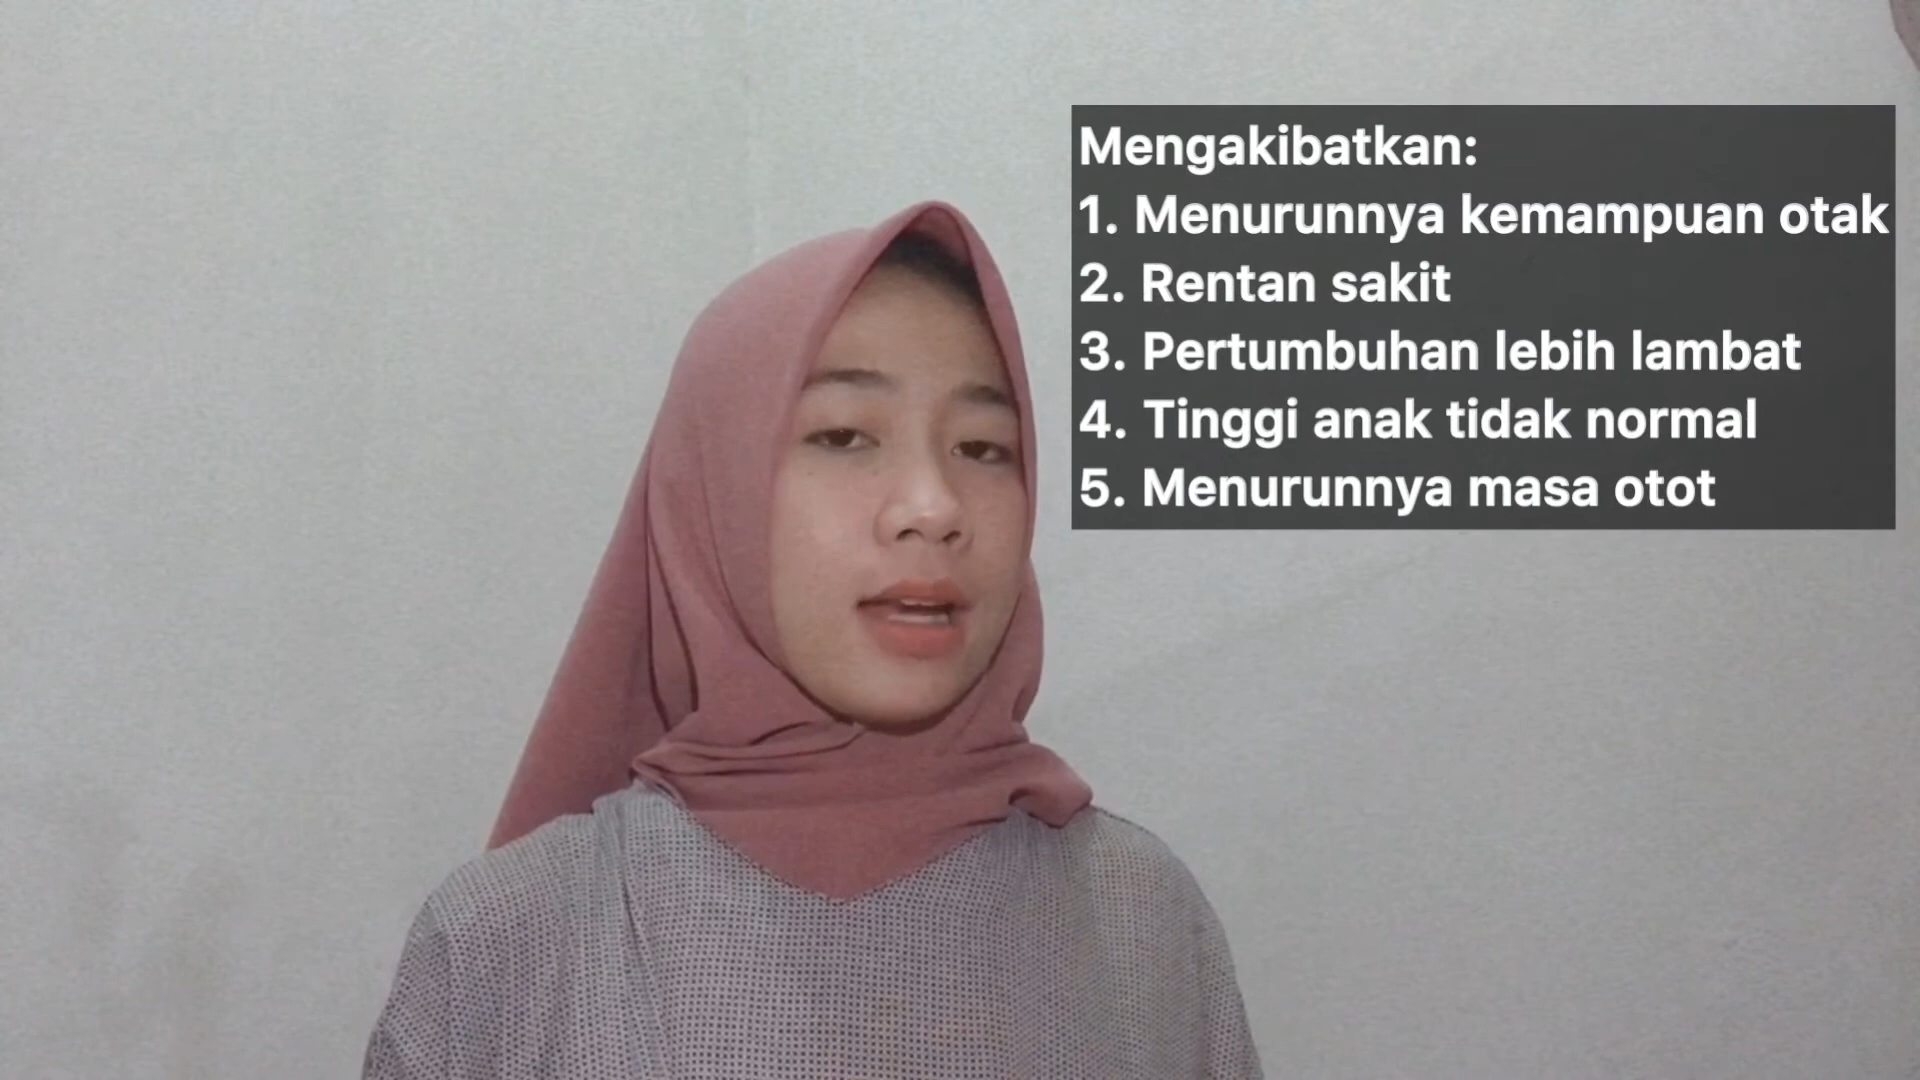 Mengakibatkan:
1. Menurunnya kemampuan otak
2. Rentan sakit
3. Pertumbuhan lebih lambat
4. Tinggi anak tidak normal
5. Menurunnya masa otot